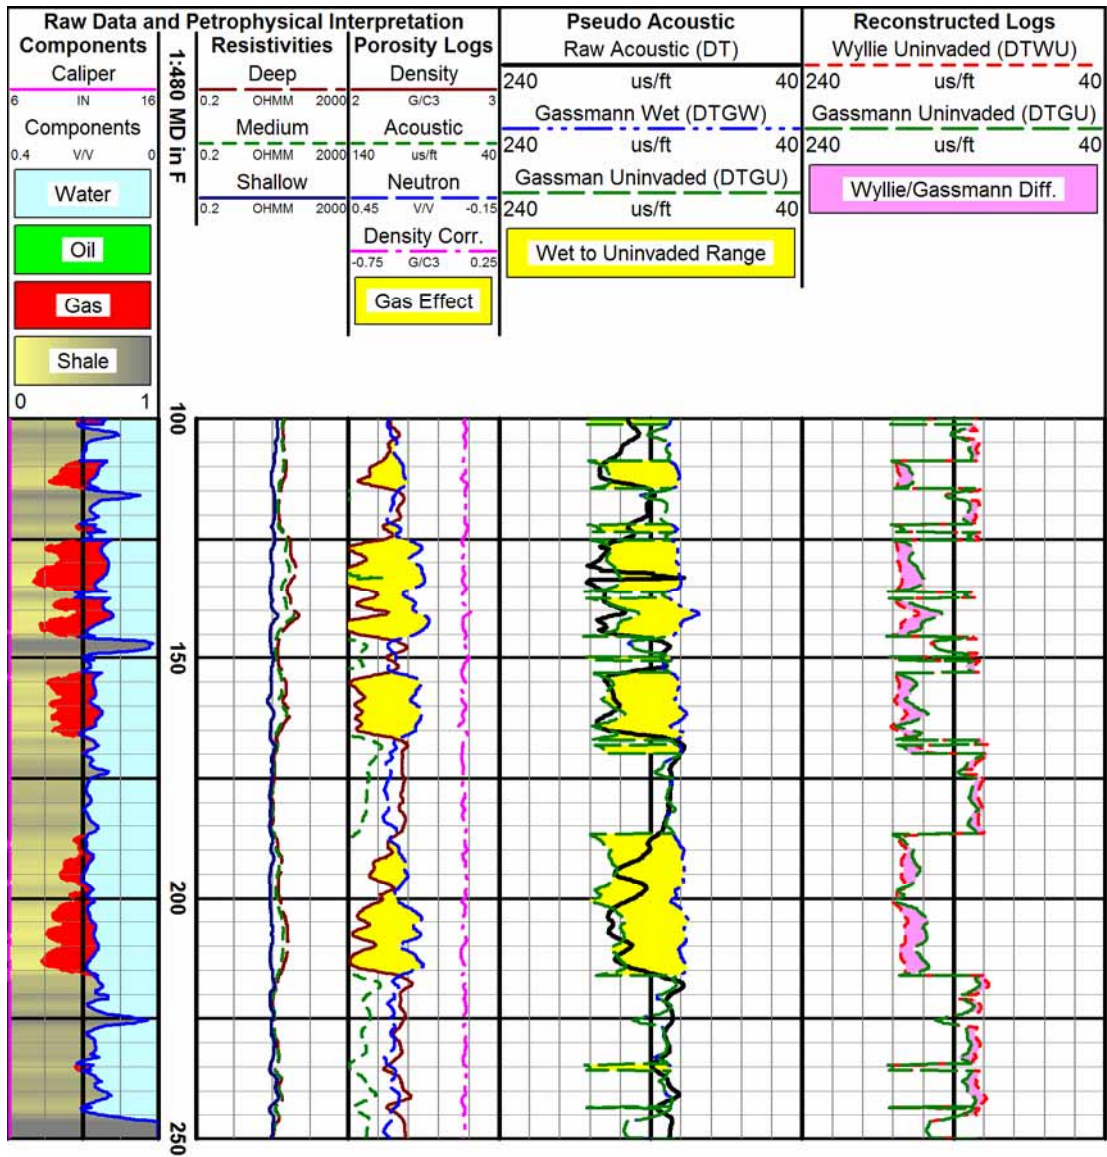 Raw Data and Petrophysical Interpretation
Components
Caliper
6 IN 16
Components
0.4 V/V 0
Water
Oil
Gas
Shale
0 1
1:480 MD in F
Resistivities
Deep
0.2 OHMM 2000
Medium
0.2 OHMM 2000
Shallow
0.2 OHMM 2000
Porosity Logs
Density
2 G/C3 3
Acoustic
140 us/ft 40
Neutron
0.45 V/V -0.15
Density Corr.
-0.75 G/C3 0.25
Gas Effect
Pseudo Acoustic
Raw Acoustic (DT)
240 us/ft 40
Gassmann Wet (DTGW)
240 us/ft 40
Gassman Uninvaded (DTGU)
240 us/ft 40
Wet to Uninvaded Range
Reconstructed Logs
Wyllie Uninvaded (DTWU)
240 us/ft 40
Gassmann Uninvaded (DTGU)
240 us/ft 40
Wyllie/Gassmann Diff.
100
150
200
250